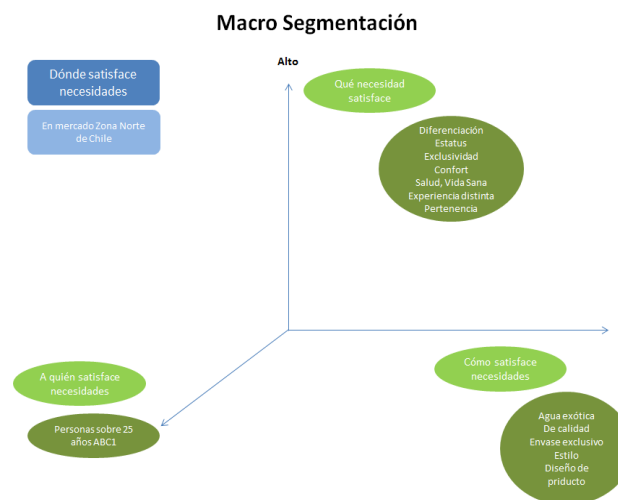 Macro Segmentación
Alto
Dónde satisface
necesidades
En mercado Zona Norte
de Chile
Qué necesidad
satisface
Diferenciación
Estatus
Exclusividad
Confort
Salud, Vida Sana
Experiencia distinta
Pertenencia
A quién satisface
necesidades
Personas sobre 25
años ABC1
Cómo satisface
necesidades
Agua exótica
De calidad
Envase exclusivo
Estilo
Diseño de
priducto